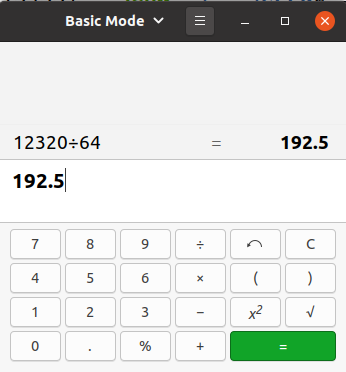 Basic Mode
12320÷64 = 192.5
192.5
7 8 9 ÷ C
4 5 6 × ( )
1 2 3 − x² √
0 . % + =